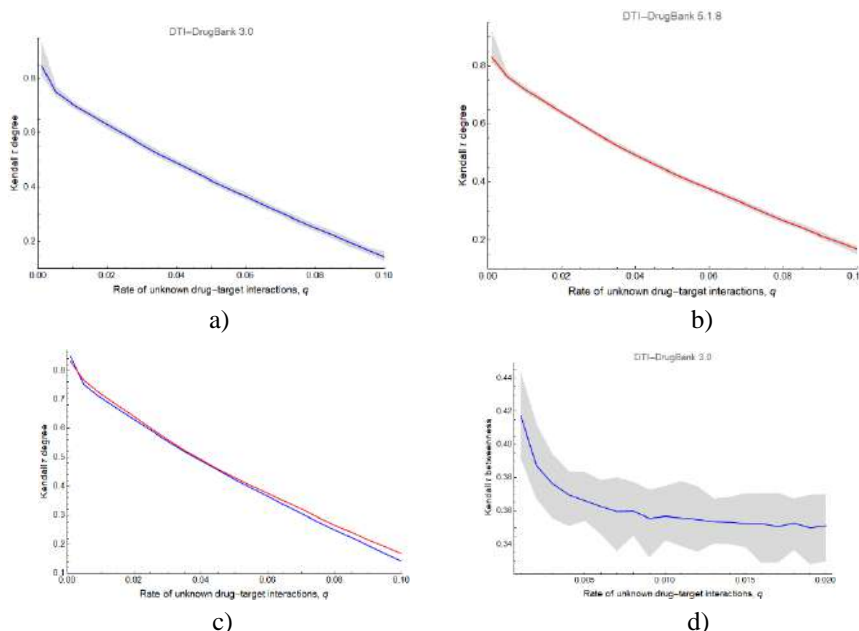 DTI–DrugBank 3.0
Kendall τ degree
0.8
0.6
0.4
0.2
0.00 0.02 0.04 0.06 0.08 0.10
Rate of unknown drug–target interactions, q
a)
DTI–DrugBank 5.1.8
Kendall τ degree
0.8
0.6
0.4
0.2
0.00 0.02 0.04 0.06 0.08 0.10
Rate of unknown drug–target interactions, q
b)
Kendall τ degree
0.8
0.7
0.6
0.5
0.4
0.3
0.2
0.1
0.00 0.02 0.04 0.06 0.08 0.10
Rate of unknown drug–target interactions, q
c)
DTI–DrugBank 3.0
Kendall τ betweenness
0.44
0.42
0.40
0.38
0.36
0.34
0.005 0.010 0.015 0.020
Rate of unknown drug–target interactions, q
d)